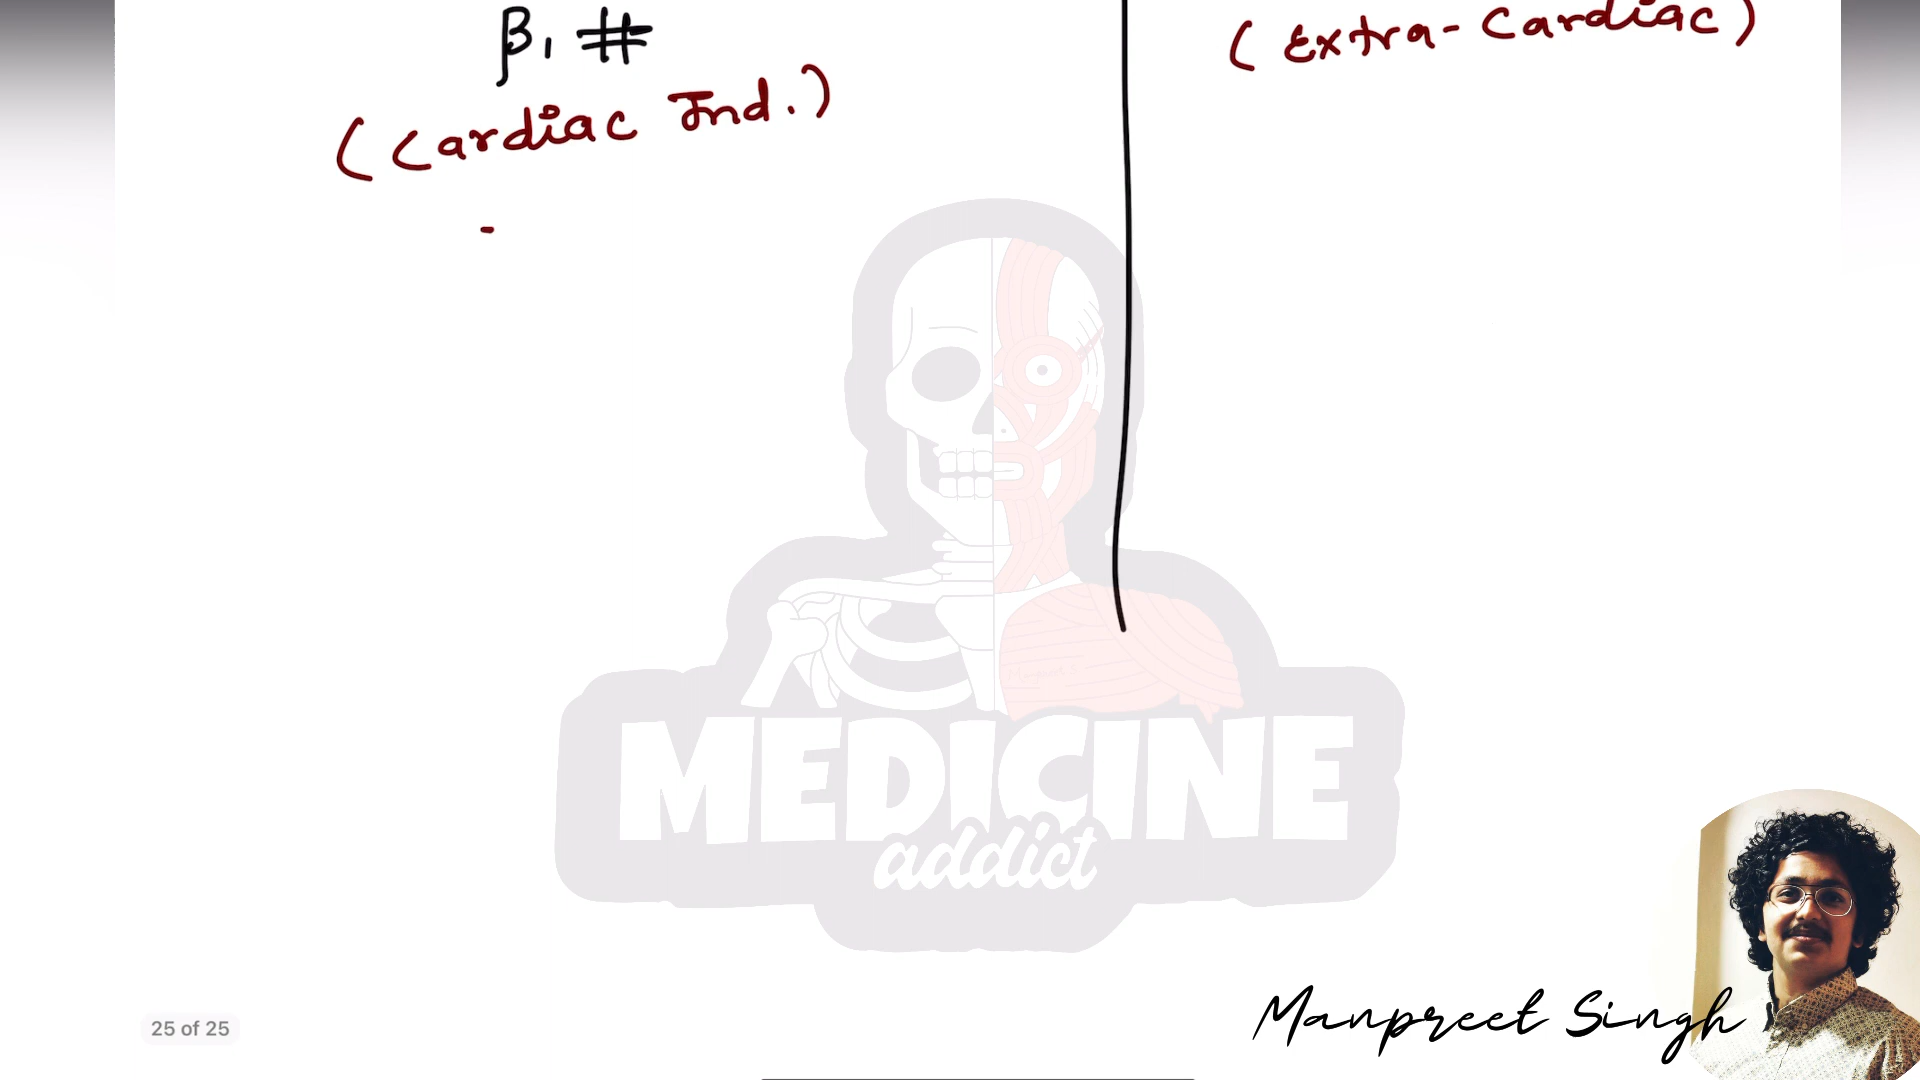 β₁ #
(Cardiac Ind.)
-
(Extra-Cardiac)
MEDICINE
addict
25 of 25
Manpreet Singh